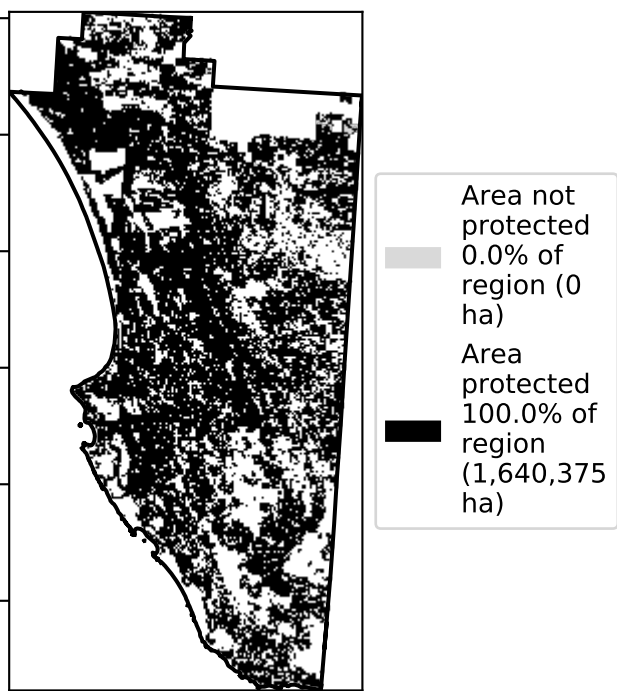 Area not
protected
0.0% of
region (0
ha)
Area
protected
100.0% of
region
(1,640,375
ha)